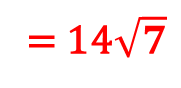 = 14√7